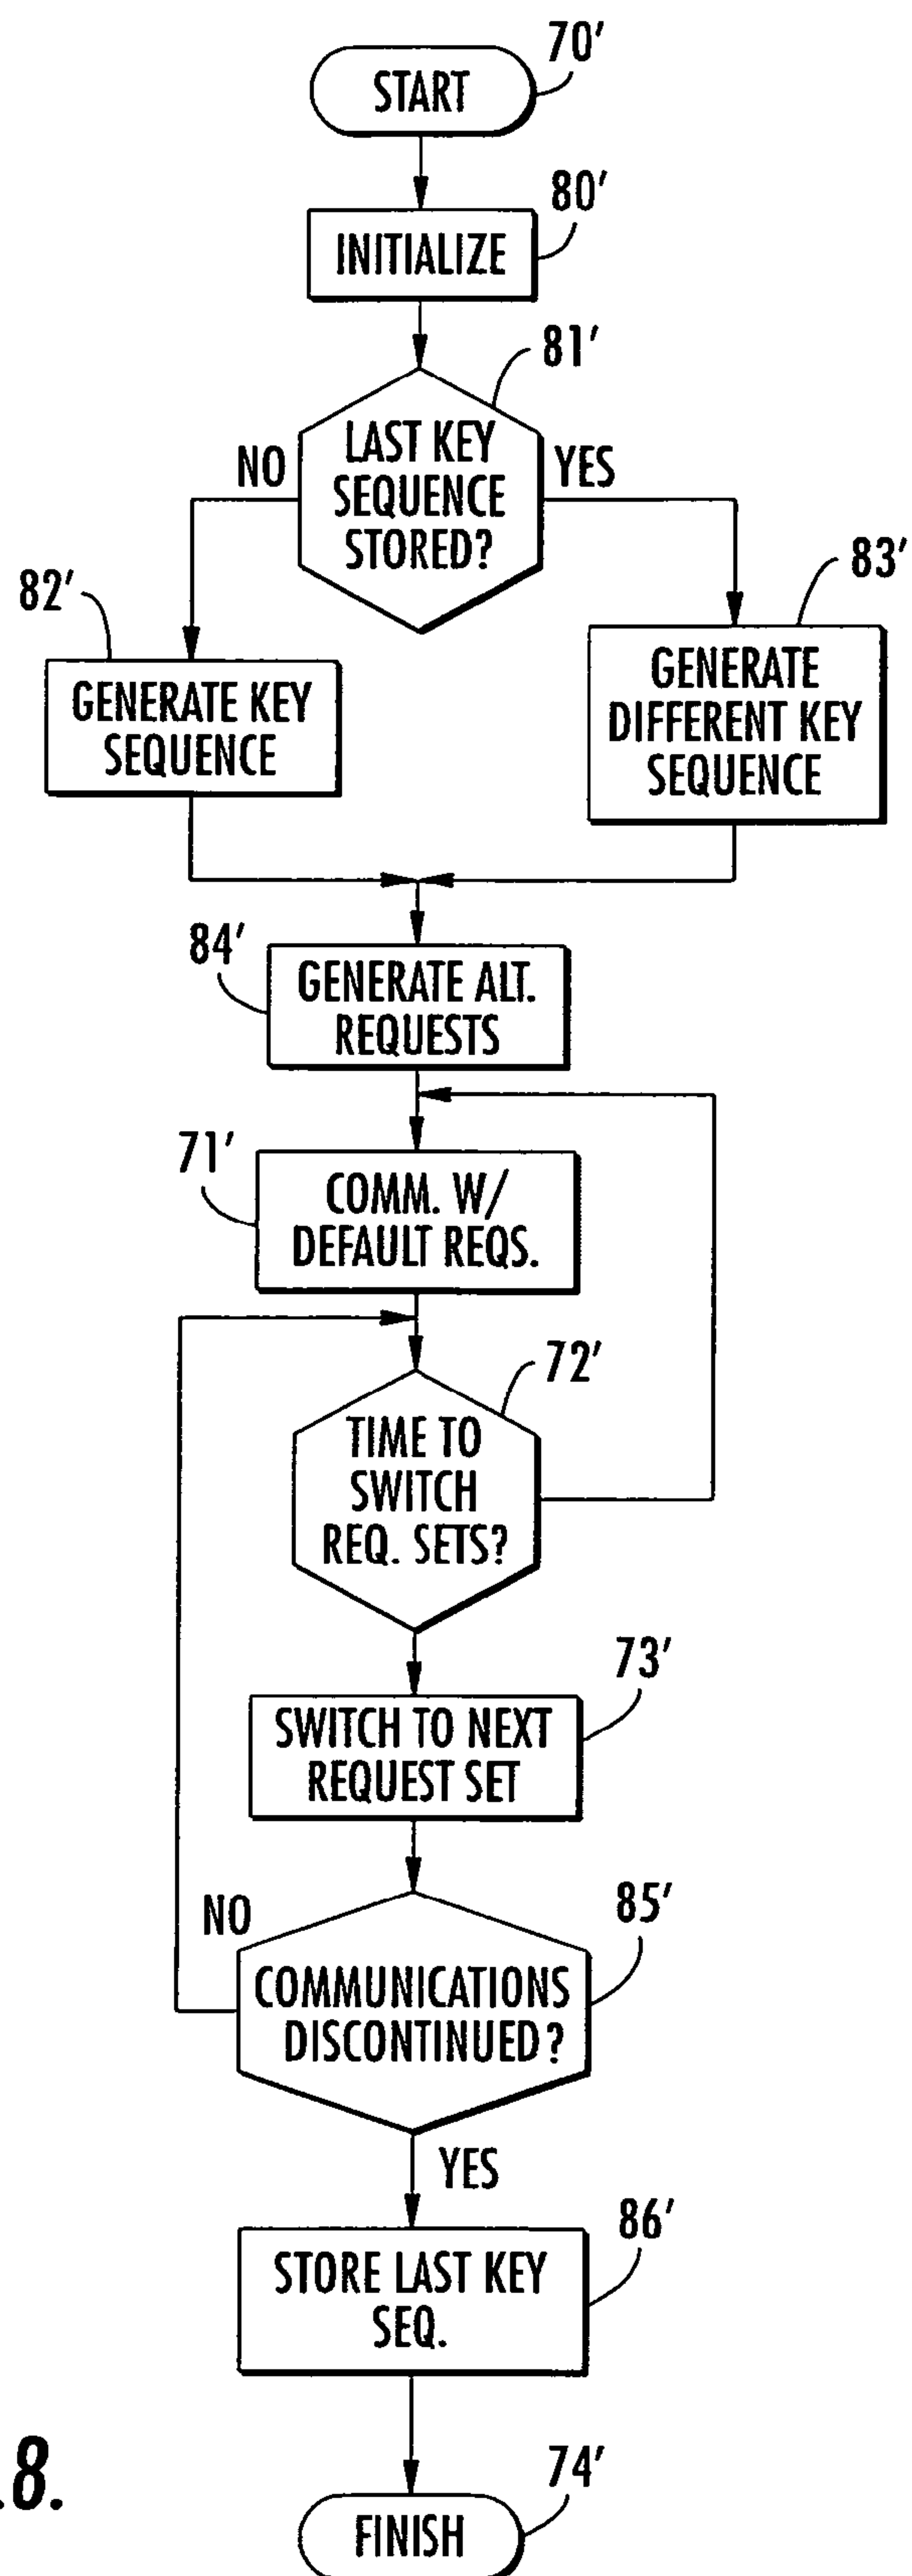 70'
START
80'
INITIALIZE
81'
LAST KEY
SEQUENCE
STORED?
NO
YES
82'
GENERATE KEY
SEQUENCE
83'
GENERATE
DIFFERENT KEY
SEQUENCE
84'
GENERATE ALT.
REQUESTS
71'
COMM. W/
DEFAULT REQS.
72'
TIME TO
SWITCH
REQ. SETS?
73'
SWITCH TO NEXT
REQUEST SET
NO
85'
COMMUNICATIONS
DISCONTINUED?
YES
86'
STORE LAST KEY
SEQ.
74'
FINISH
.8.